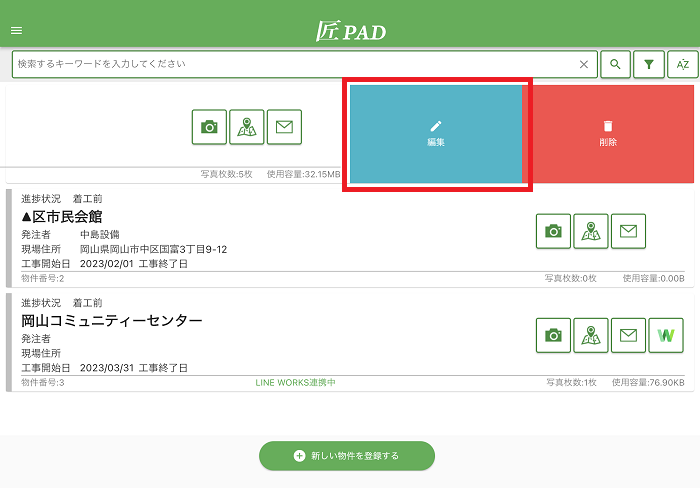 匠PAD
検索するキーワードを入力してください
AZ
編集
削除
写真枚数:5枚 使用容量:32.15MB
進捗状況 着工前
▲区市民会館
発注者 中島設備
現場住所 岡山県岡山市中区国富3丁目9-12
工事開始日 2023/02/01 工事終了日
物件番号:2 写真枚数:0枚 使用容量:0.00B
進捗状況 着工前
岡山コミュニティーセンター
発注者
現場住所
工事開始日 2023/03/31 工事終了日
物件番号:3 LINE WORKS連携中 写真枚数:1枚 使用容量:76.90KB
新しい物件を登録する